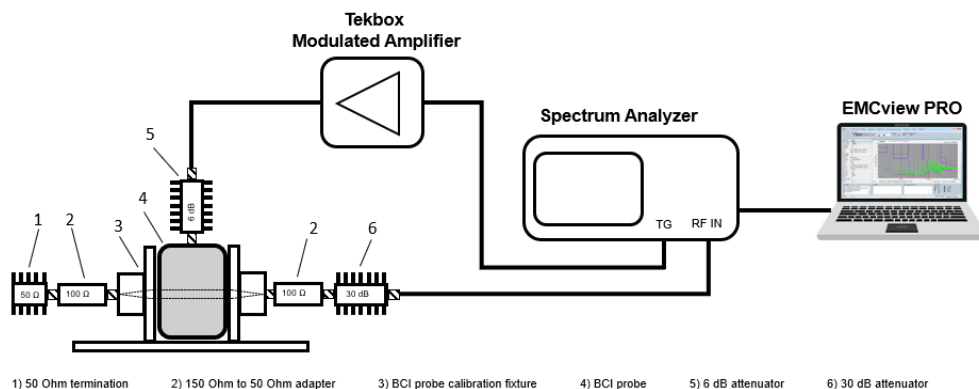 Tekbox
Modulated Amplifier
Spectrum Analyzer
EMCview PRO
5
6 dB
4
1
2
3
2
6
TG
RF IN
50 Ω
100 Ω
100 Ω
30 dB
1) 50 Ohm termination
2) 150 Ohm to 50 Ohm adapter
3) BCI probe calibration fixture
4) BCI probe
5) 6 dB attenuator
6) 30 dB attenuator